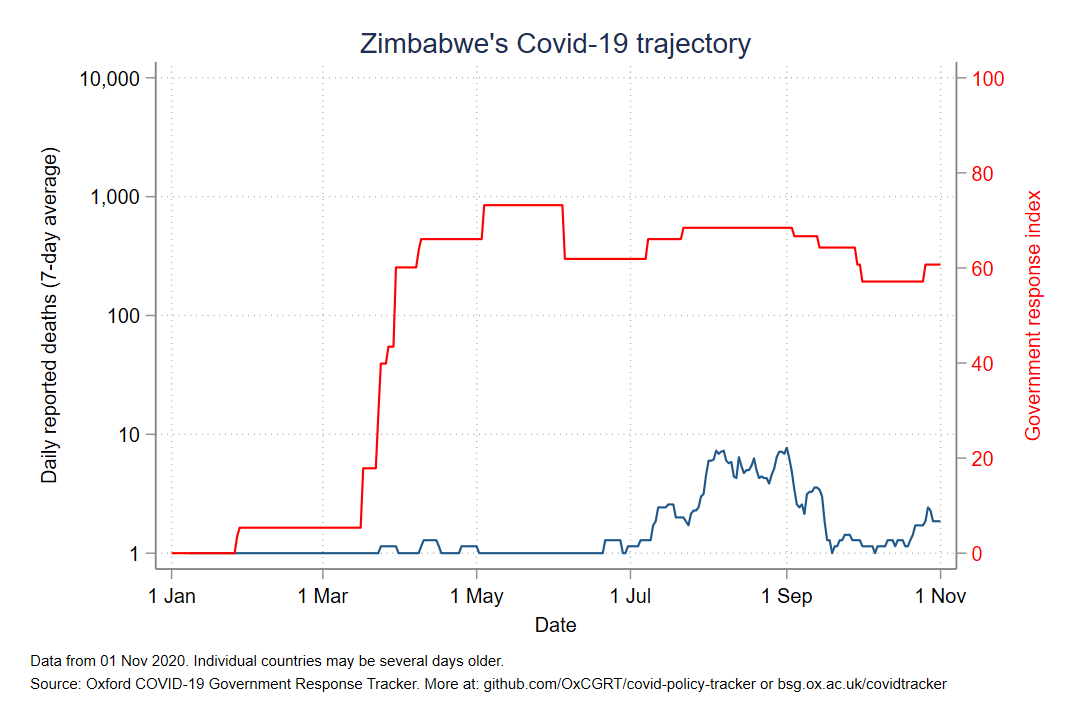 Zimbabwe's Covid-19 trajectory
Daily reported deaths (7-day average)
10,000
1,000
100
10
1
100
80
60
40
20
0
Government response index
1 Jan
1 Mar
1 May
1 Jul
1 Sep
1 Nov
Date
Data from 01 Nov 2020. Individual countries may be several days older.
Source: Oxford COVID-19 Government Response Tracker. More at: github.com/OxCGRT/covid-policy-tracker or bsg.ox.ac.uk/covidtracker